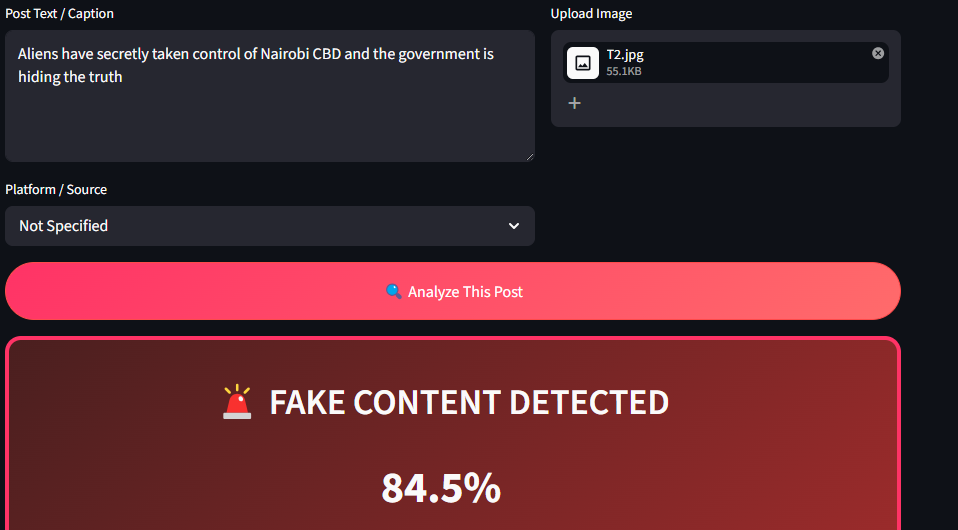 Post Text / Caption
Upload Image
Aliens have secretly taken control of Nairobi CBD and the government is
hiding the truth
T2.jpg
55.1KB
Platform / Source
Not Specified
Analyze This Post
FAKE CONTENT DETECTED
84.5%